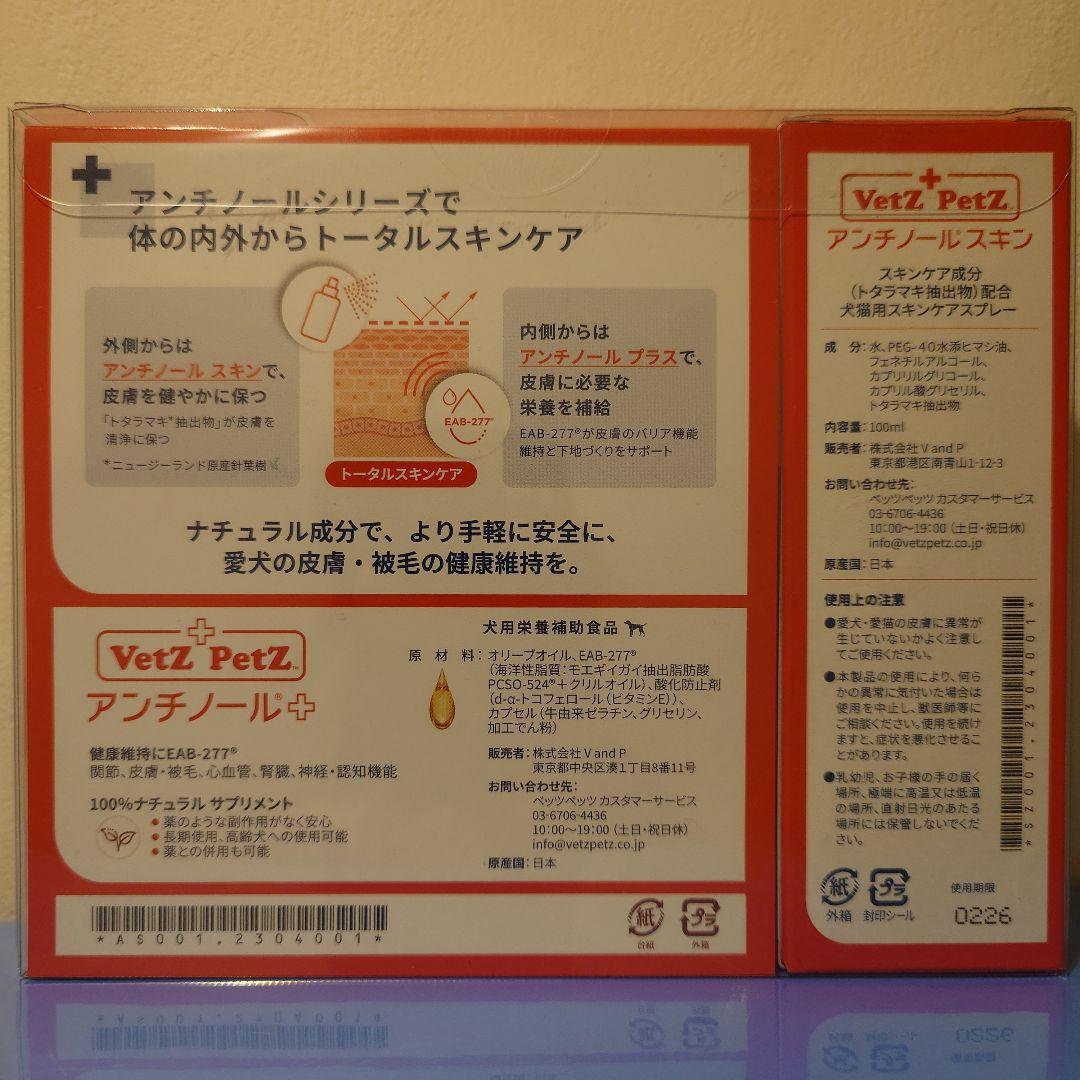 アンチノールシリーズで
体の内外からトータルスキンケア
外側からは
アンチノール スキンで、
皮膚を健やかに保つ
「トタラマキ*抽出物」が皮膚を
清浄に保つ
*ニュージーランド原産針葉樹
EAB-277®
トータルスキンケア
内側からは
アンチノール プラスで、
皮膚に必要な
栄養を補給
EAB-277®が皮膚のバリア機能
維持と下地づくりをサポート
ナチュラル成分で、より手軽に安全に、
愛犬の皮膚・被毛の健康維持を。
VetZ PetZ™
アンチノール®+
健康維持にEAB-277®
関節、皮膚・被毛、心血管、腎臓、神経・認知機能
100%ナチュラル サプリメント
●薬のような副作用がなく安心
●長期使用、高齢犬への使用可能
●薬との併用も可能
犬用栄養補助食品
原材料：オリーブオイル、EAB-277®
（海洋性脂質：モエギイガイ抽出脂肪酸
PCSO-524®＋クリルオイル）、酸化防止剤
（d-α-トコフェロール（ビタミンE））、
カプセル（牛由来ゼラチン、グリセリン、
加工でん粉）
販売者：株式会社 V and P
東京都中央区湊1丁目8番11号
お問い合わせ先：
ベッツペッツ カスタマーサービス
03-6706-4436
10：00～19：00（土日・祝日休）
info@vetzpetz.co.jp
原産国：日本
*AS001.2304001*
紙
台紙
プラ
外箱
VetZ PetZ™
アンチノール®スキン
スキンケア成分
（トタラマキ抽出物）配合
犬猫用スキンケアスプレー
成分：水、PEG-40水添ヒマシ油、
フェネチルアルコール、
カプリリルグリコール、
カプリル酸グリセリル、
トタラマキ抽出物
内容量：100ml
販売者：株式会社 V and P
東京都港区南青山1-12-3
お問い合わせ先：
ベッツペッツ カスタマーサービス
03-6706-4436
10：00～19：00（土日・祝日休）
info@vetzpetz.co.jp
原産国：日本
使用上の注意
●愛犬・愛猫の皮膚に異常が
生じていないかよく注意し
てご使用ください。
●本製品の使用により、何ら
かの異常に気付いた場合は
使用を中止し、獣医師等に
ご相談ください。使用を続け
ますと、症状を悪化させるこ
とがあります。
●乳幼児、お子様の手の届く
場所、極端に高温又は低温
の場所、直射日光のあたる
場所には保管しないでくだ
さい。
*SZ001.2304001*
紙
外箱
プラ
封印シール
使用期限
0226